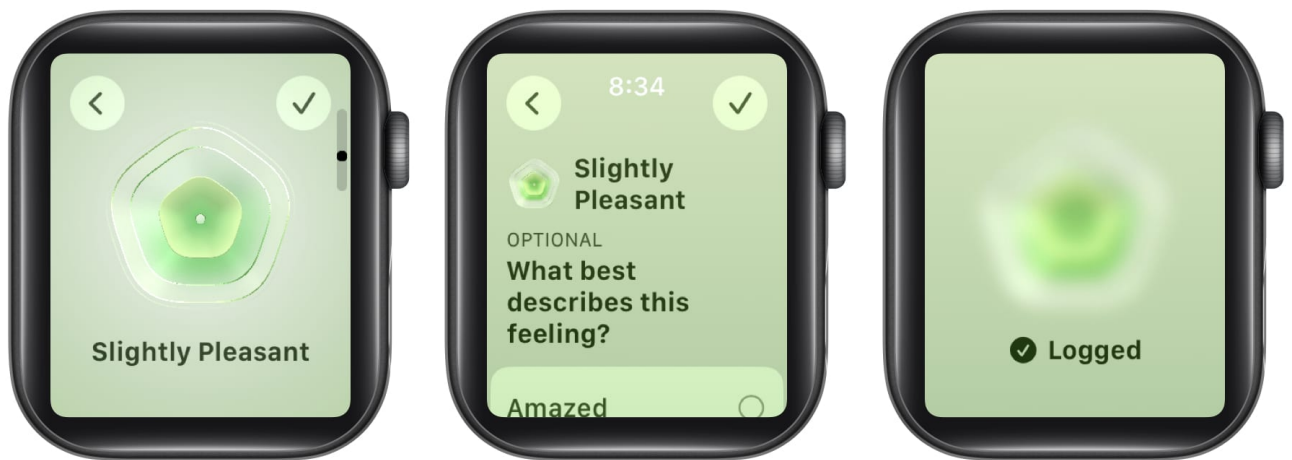 Slightly Pleasant
8:34
Slightly
Pleasant
OPTIONAL
What best
describes this
feeling?
Amazed
Logged